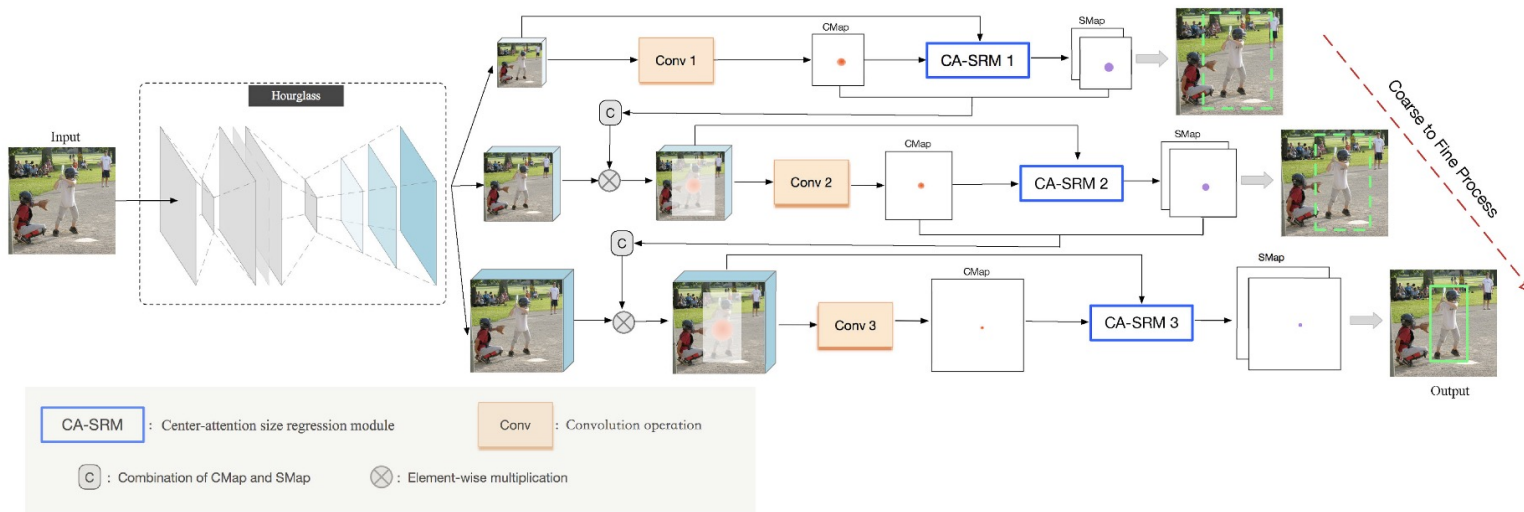 Hourglass
Input
Conv 1
CMap
CA-SRM 1
SMap
C
Conv 2
CMap
CA-SRM 2
SMap
C
Conv 3
CMap
CA-SRM 3
SMap
Coarse to Fine Process
Output
CA-SRM : Center-attention size regression module
Conv : Convolution operation
C : Combination of CMap and SMap
: Element-wise multiplication